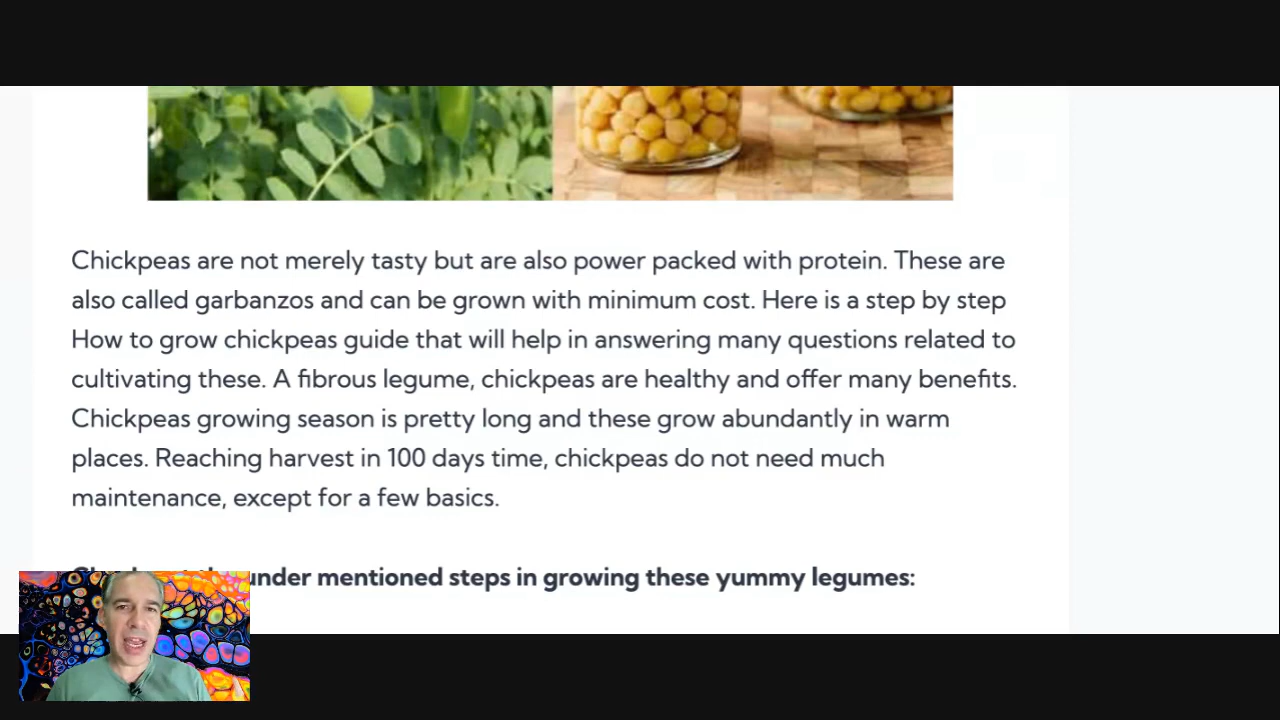 Chickpeas are not merely tasty but are also power packed with protein. These are
also called garbanzos and can be grown with minimum cost. Here is a step by step
How to grow chickpeas guide that will help in answering many questions related to
cultivating these. A fibrous legume, chickpeas are healthy and offer many benefits.
Chickpeas growing season is pretty long and these grow abundantly in warm
places. Reaching harvest in 100 days time, chickpeas do not need much
maintenance, except for a few basics.
under mentioned steps in growing these yummy legumes: